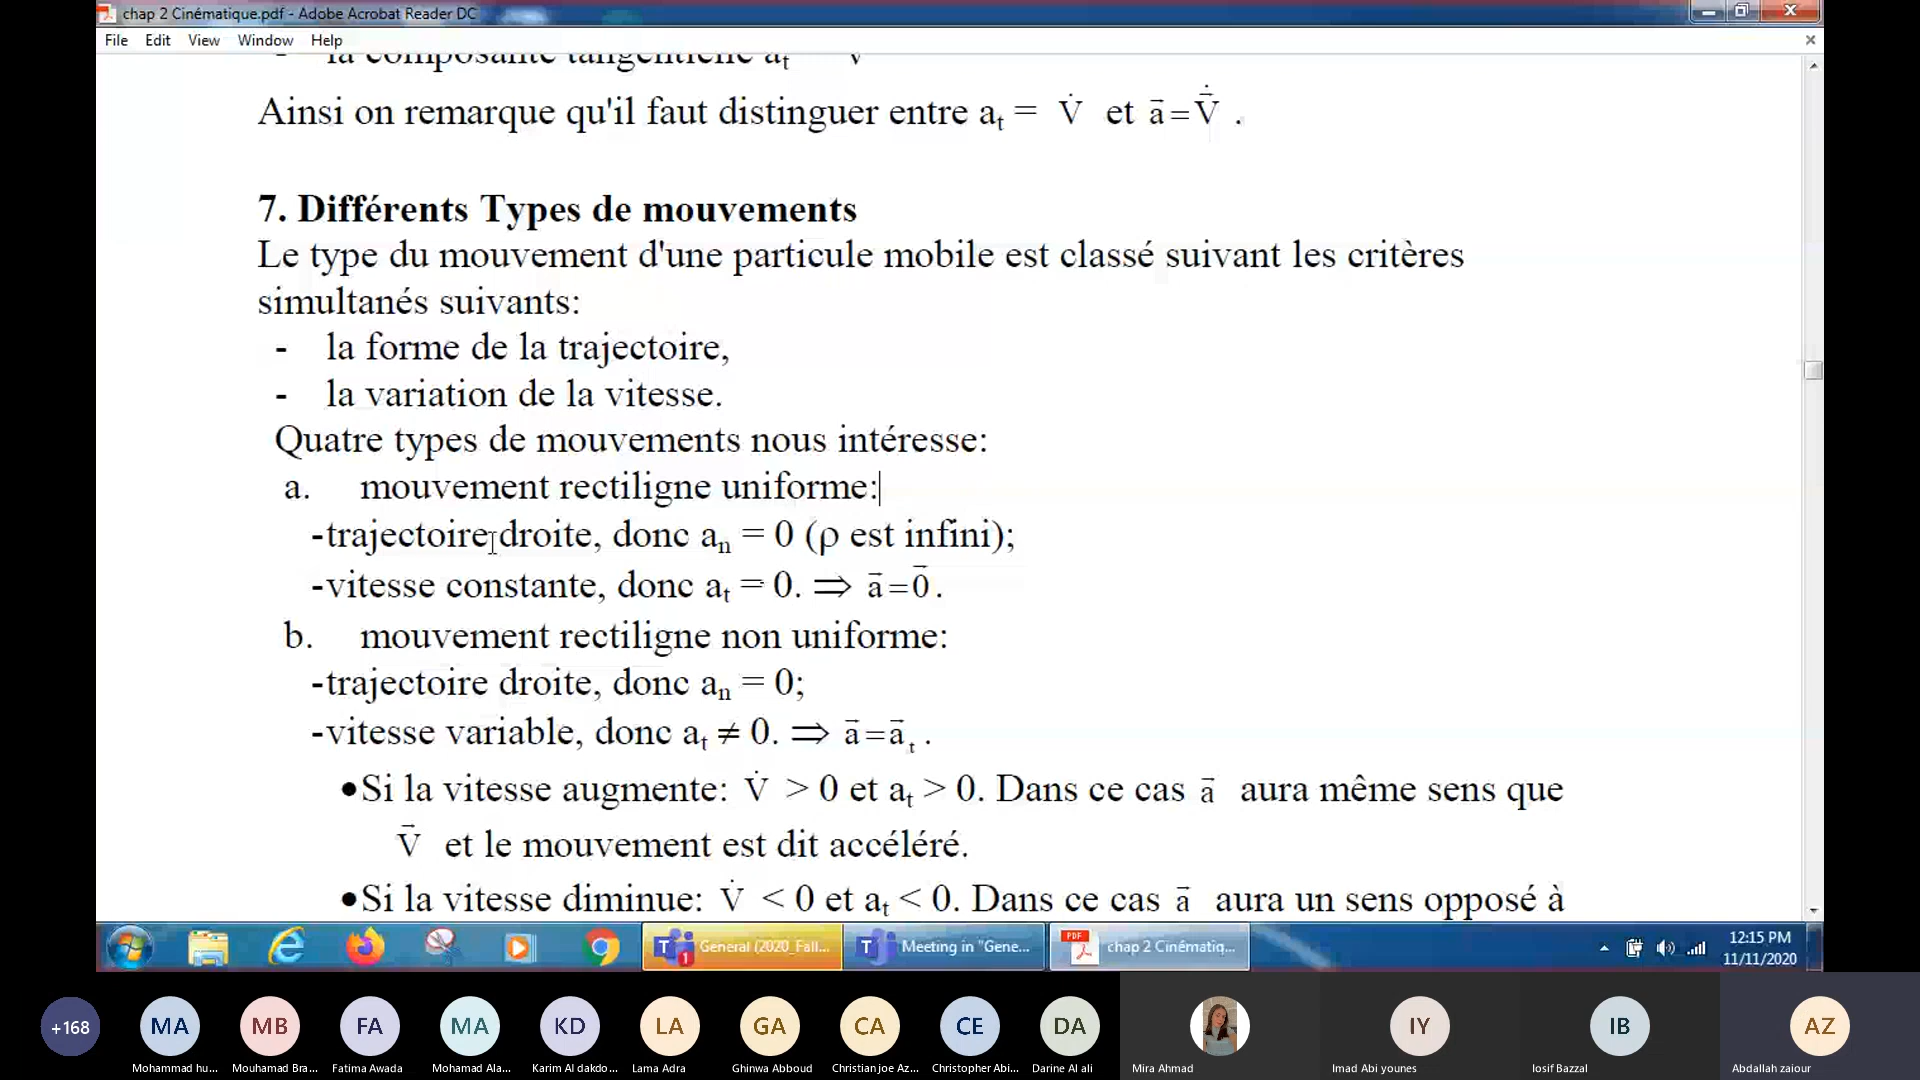 chap 2 Cinématique.pdf - Adobe Acrobat Reader DC
File Edit View Window Help
- la composante tangentielle aₜ V
Ainsi on remarque qu'il faut distinguer entre aₜ = V̇ et a⃗ = V⃗̇ .
7. Différents Types de mouvements
Le type du mouvement d'une particule mobile est classé suivant les critères
simultanés suivants:
- la forme de la trajectoire,
- la variation de la vitesse.
Quatre types de mouvements nous intéresse:
a. mouvement rectiligne uniforme:
-trajectoire droite, donc aₙ = 0 (ρ est infini);
-vitesse constante, donc aₜ = 0. ⇒ a⃗ = 0⃗ .
b. mouvement rectiligne non uniforme:
-trajectoire droite, donc aₙ = 0;
-vitesse variable, donc aₜ ≠ 0. ⇒ a⃗ = a⃗ₜ .
•Si la vitesse augmente: V̇ > 0 et aₜ > 0. Dans ce cas a⃗ aura même sens que
V⃗ et le mouvement est dit accéléré.
•Si la vitesse diminue: V̇ < 0 et aₜ < 0. Dans ce cas a⃗ aura un sens opposé à
General (2020_Fall... Meeting in "Gene... chap 2 Cinématiq...
12:15 PM
11/11/2020
+168 MA MB FA MA KD LA GA CA CE DA IY IB AZ
Mohammad hu... Mouhamad Bra... Fatima Awada Mohamad Ala... Karim Al dakdo... Lama Adra Ghinwa Abboud Christian joe Az... Christopher Abi... Darine Al ali Mira Ahmad Imad Abi younes Iosif Bazzal Abdallah zaiour